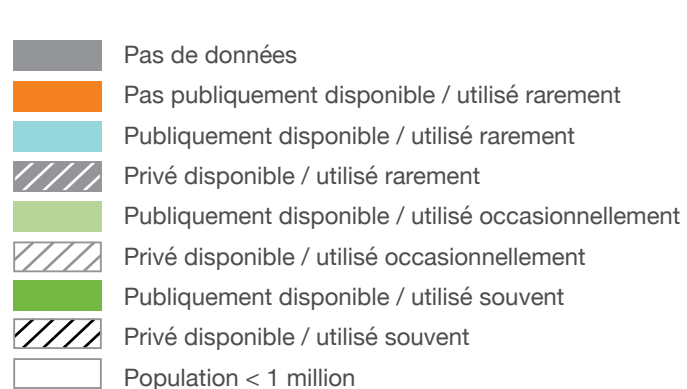 Pas de données
Pas publiquement disponible / utilisé rarement
Publiquement disponible / utilisé rarement
Privé disponible / utilisé rarement
Publiquement disponible / utilisé occasionnellement
Privé disponible / utilisé occasionnellement
Publiquement disponible / utilisé souvent
Privé disponible / utilisé souvent
Population < 1 million